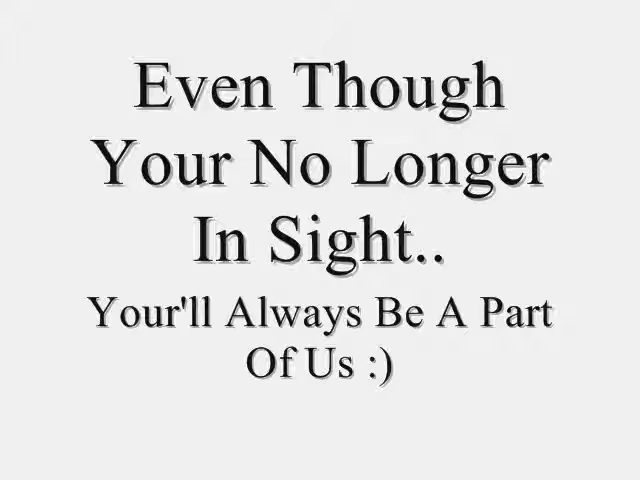 Even Though
Your No Longer
In Sight..
Your'll Always Be A Part
Of Us :)